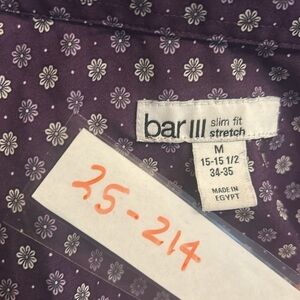 bar III slim fit
stretch
M
15-15 1/2
34-35
MADE IN
EGYPT
25-214